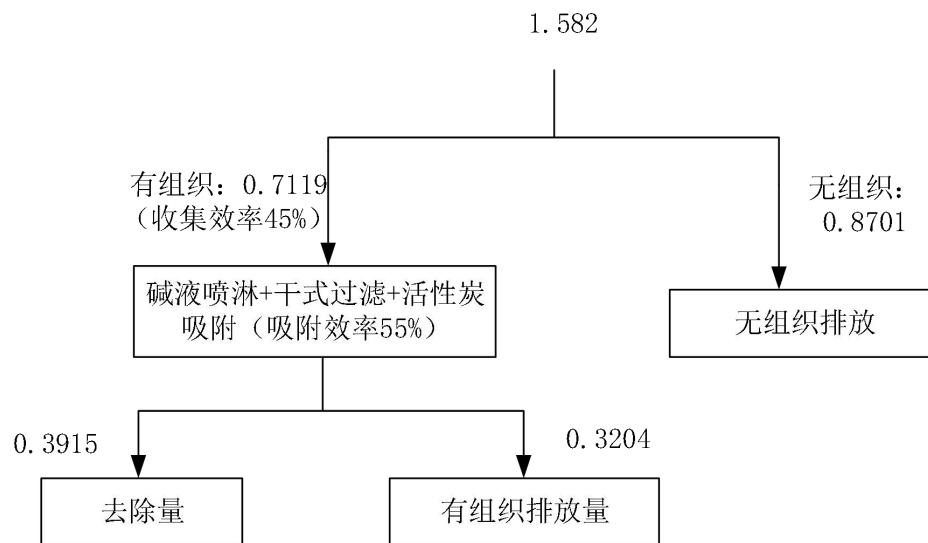 1.582
有组织：0.7119
（收集效率45%）
无组织：
0.8701
碱液喷淋+干式过滤+活性炭
吸附（吸附效率55%）
无组织排放
0.3915
0.3204
去除量
有组织排放量